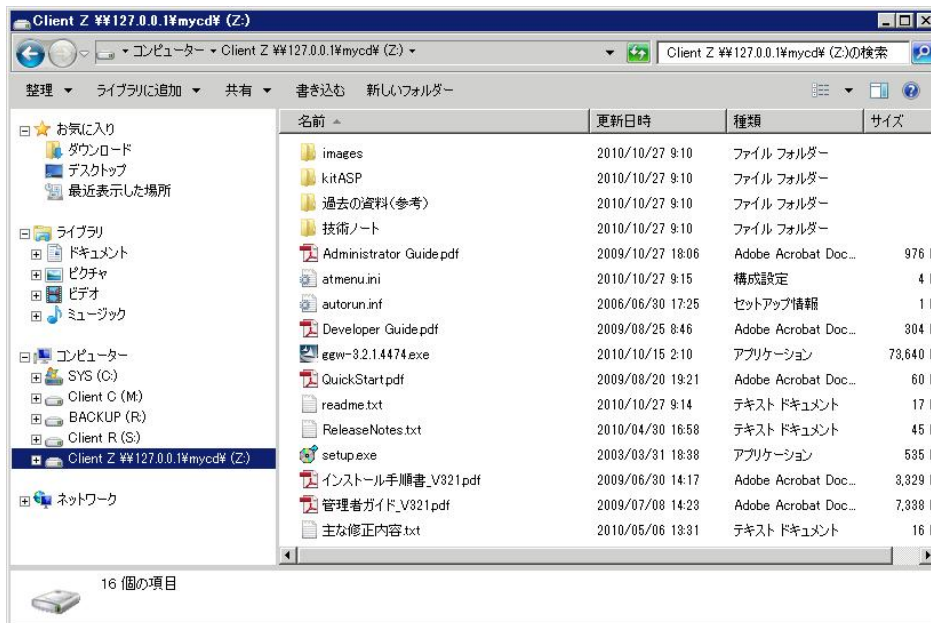 Client Z ¥¥127.0.0.1¥mycd¥ (Z:)
コンピューター Client Z ¥¥127.0.0.1¥mycd¥ (Z:) Client Z ¥¥127.0.0.1¥mycd¥ (Z:)の検索
整理 ライブラリに追加 共有 書き込む 新しいフォルダー
お気に入り
ダウンロード
デスクトップ
最近表示した場所
ライブラリ
ドキュメント
ピクチャ
ビデオ
ミュージック
コンピューター
SYS (C:)
Client C (M:)
BACKUP (R:)
Client R (S:)
Client Z ¥¥127.0.0.1¥mycd¥ (Z:)
ネットワーク
名前 更新日時 種類 サイズ
images 2010/10/27 9:10 ファイル フォルダー
kitASP 2010/10/27 9:10 ファイル フォルダー
過去の資料(参考) 2010/10/27 9:10 ファイル フォルダー
技術ノート 2010/10/27 9:10 ファイル フォルダー
Administrator Guide.pdf 2009/10/27 18:06 Adobe Acrobat Doc... 976
atmenu.ini 2010/10/27 9:15 構成設定 4
autorun.inf 2006/06/30 17:25 セットアップ情報 1
Developer Guide.pdf 2009/08/25 8:46 Adobe Acrobat Doc... 304
ggw-3.2.1.4474.exe 2010/10/15 2:10 アプリケーション 73,640
QuickStart.pdf 2009/08/20 19:21 Adobe Acrobat Doc... 60
readme.txt 2010/10/27 9:14 テキスト ドキュメント 17
ReleaseNotes.txt 2010/04/30 16:58 テキスト ドキュメント 45
setup.exe 2003/03/31 18:38 アプリケーション 535
インストール手順書_V321.pdf 2009/06/30 14:17 Adobe Acrobat Doc... 3,329
管理者ガイド_V321.pdf 2009/07/08 14:23 Adobe Acrobat Doc... 7,338
主な修正内容.txt 2010/05/06 13:31 テキスト ドキュメント 16
16 個の項目